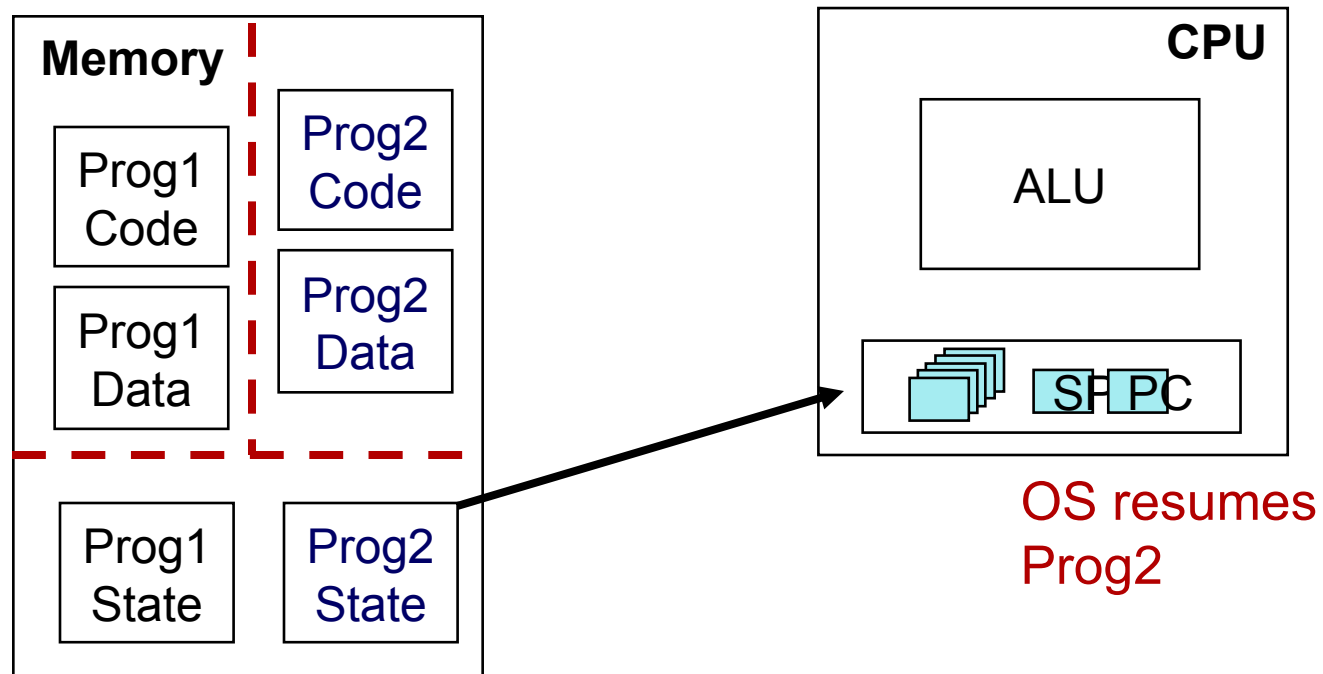 Memory
Prog1
Code
Prog1
Data
Prog2
Code
Prog2
Data
Prog1
State
Prog2
State
CPU
ALU
SP PC
OS resumes
Prog2